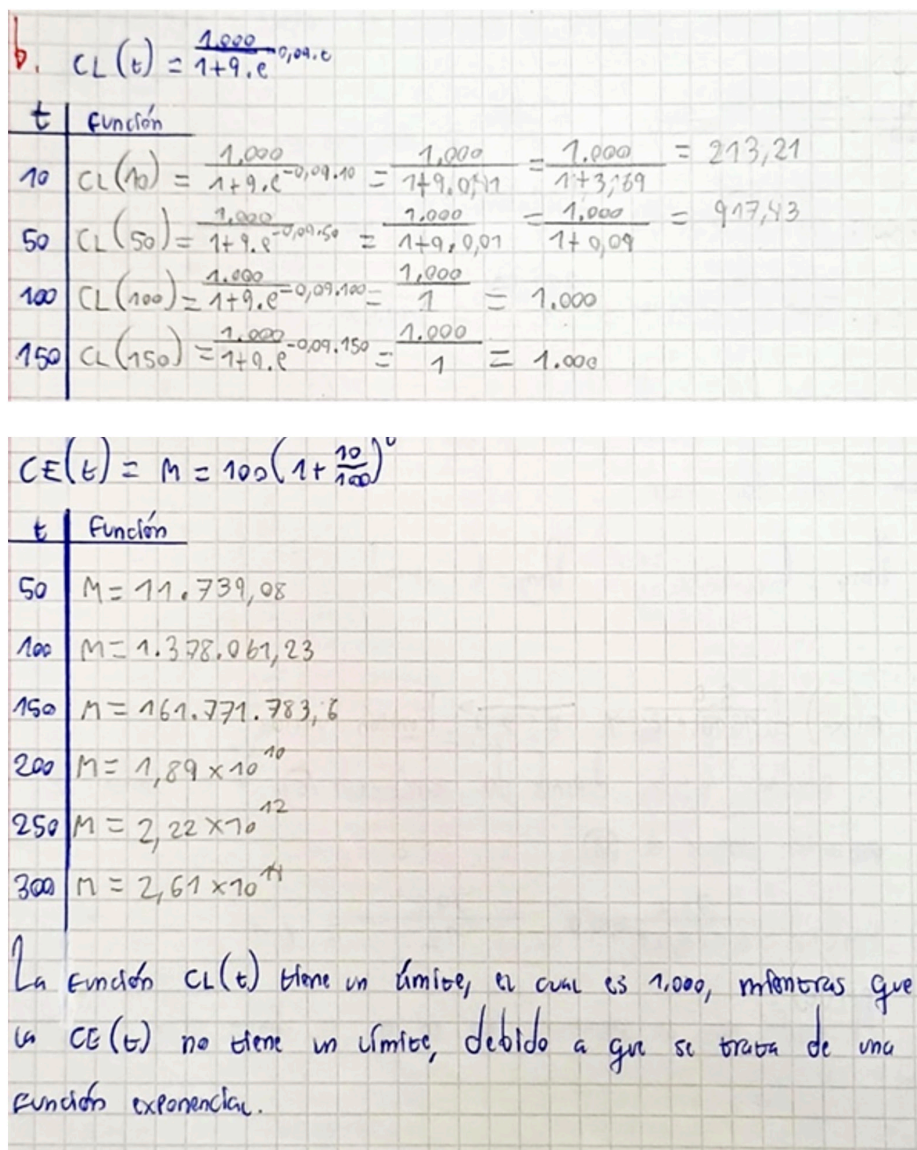 b. CL(t) = 1.000 / 1+9.e^-0,09.t
t | Función
10 | CL(10) = 1.000 / 1+9.e^-0,09.10 = 1.000 / 1+9.0,41 = 1.000 / 1+3,69 = 213,21
50 | CL(50) = 1.000 / 1+9.e^-0,09.50 = 1.000 / 1+9.0,01 = 1.000 / 1+0,09 = 917,43
100 | CL(100) = 1.000 / 1+9.e^-0,09.100 = 1.000 / 1 = 1.000
150 | CL(150) = 1.000 / 1+9.e^-0,09.150 = 1.000 / 1 = 1.000
CE(t) = M = 100(1+10/100)
t | Función
50 | M = 11.739,08
100 | M = 1.378.061,23
150 | M = 161.771.783,6
200 | M = 1,89 x 10^10
250 | M = 2,22 x 10^12
300 | M = 2,61 x 10^14
La Función CL(t) tiene un límite, el cual es 1.000, mientras que
la CE(t) no tiene un límite, debido a que se trata de una
función exponencial.